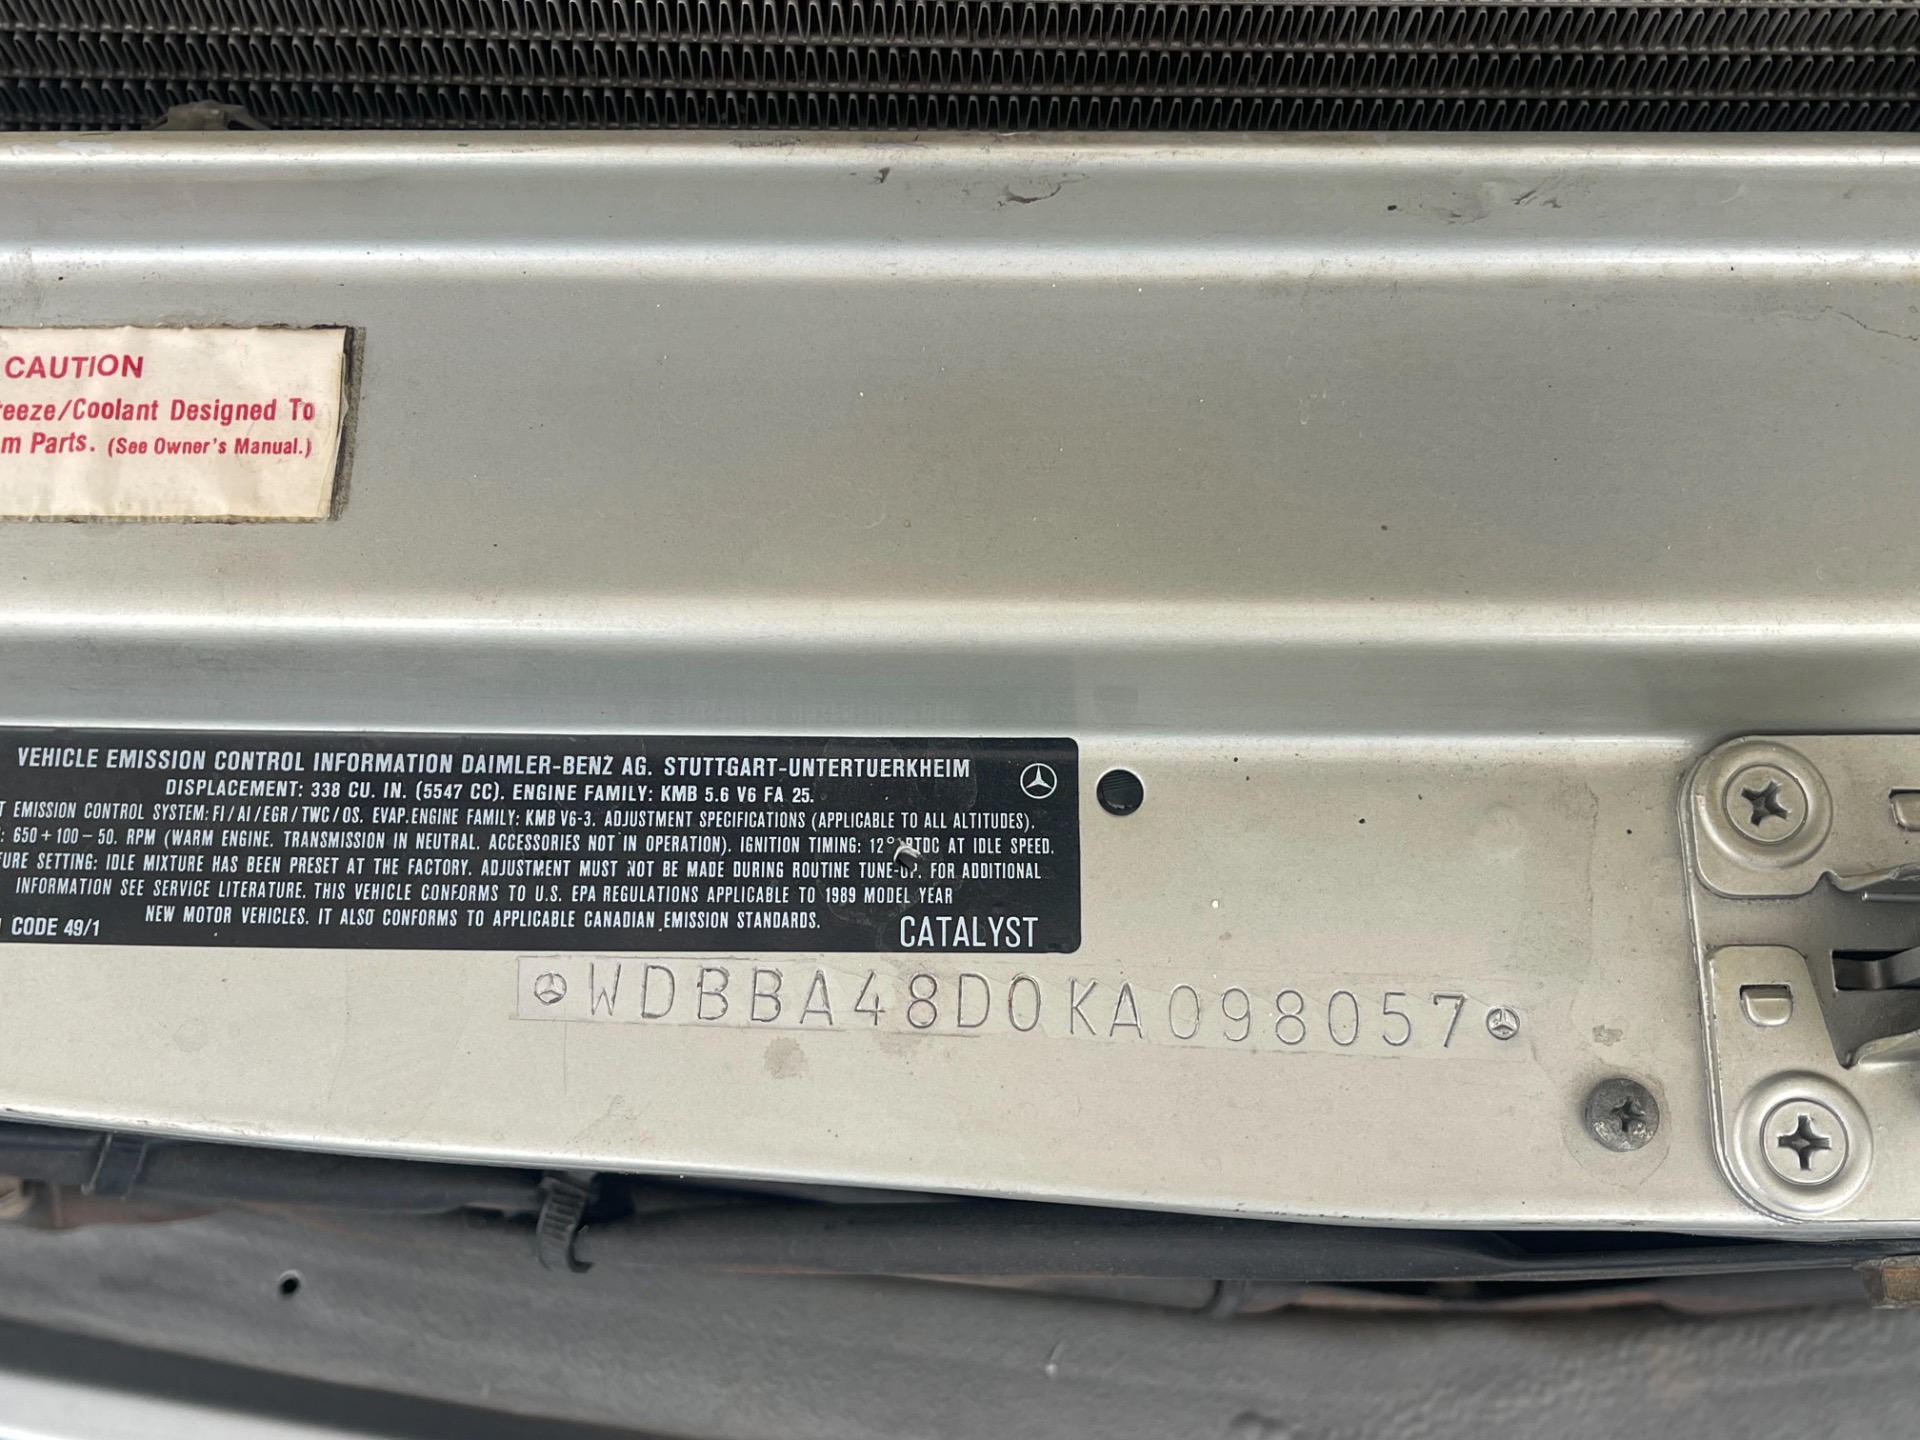 CAUTION
reeze/Coolant Designed To
m Parts. (See Owner's Manual.)
VEHICLE EMISSION CONTROL INFORMATION DAIMLER-BENZ AG. STUTTGART-UNTERTUERKHEIM
DISPLACEMENT: 338 CU. IN. (5547 CC). ENGINE FAMILY: KMB 5.6 V6 FA 25.
T EMISSION CONTROL SYSTEM: FI/AI/EGR/TWC/OS. EVAP. ENGINE FAMILY: KMB V6-3. ADJUSTMENT SPECIFICATIONS (APPLICABLE TO ALL ALTITUDES).
: 650 + 100 - 50. RPM (WARM ENGINE. TRANSMISSION IN NEUTRAL. ACCESSORIES NOT IN OPERATION). IGNITION TIMING: 12° BTDC AT IDLE SPEED.
URE SETTING: IDLE MIXTURE HAS BEEN PRESET AT THE FACTORY. ADJUSTMENT MUST NOT BE MADE DURING ROUTINE TUNE-UP. FOR ADDITIONAL
INFORMATION SEE SERVICE LITERATURE. THIS VEHICLE CONFORMS TO U.S. EPA REGULATIONS APPLICABLE TO 1989 MODEL YEAR
NEW MOTOR VEHICLES. IT ALSO CONFORMS TO APPLICABLE CANADIAN EMISSION STANDARDS.
CODE 49/1
CATALYST
WDBBA48D0KA098057